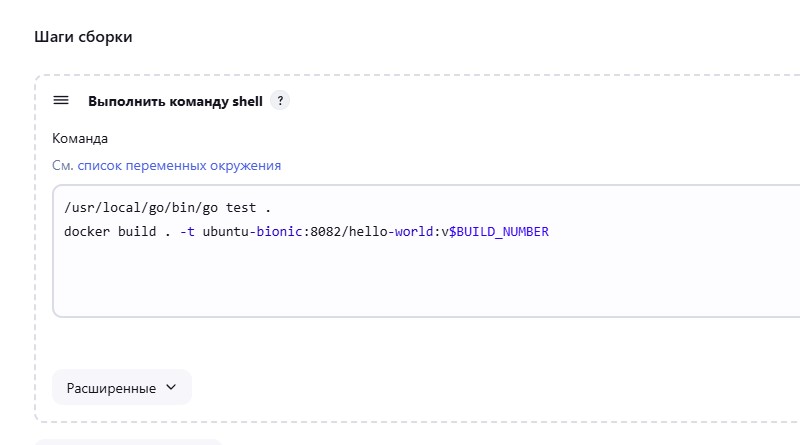 Шаги сборки
Выполнить команду shell ?
Команда
См. список переменных окружения
/usr/local/go/bin/go test .
docker build . -t ubuntu-bionic:8082/hello-world:v$BUILD_NUMBER
Расширенные